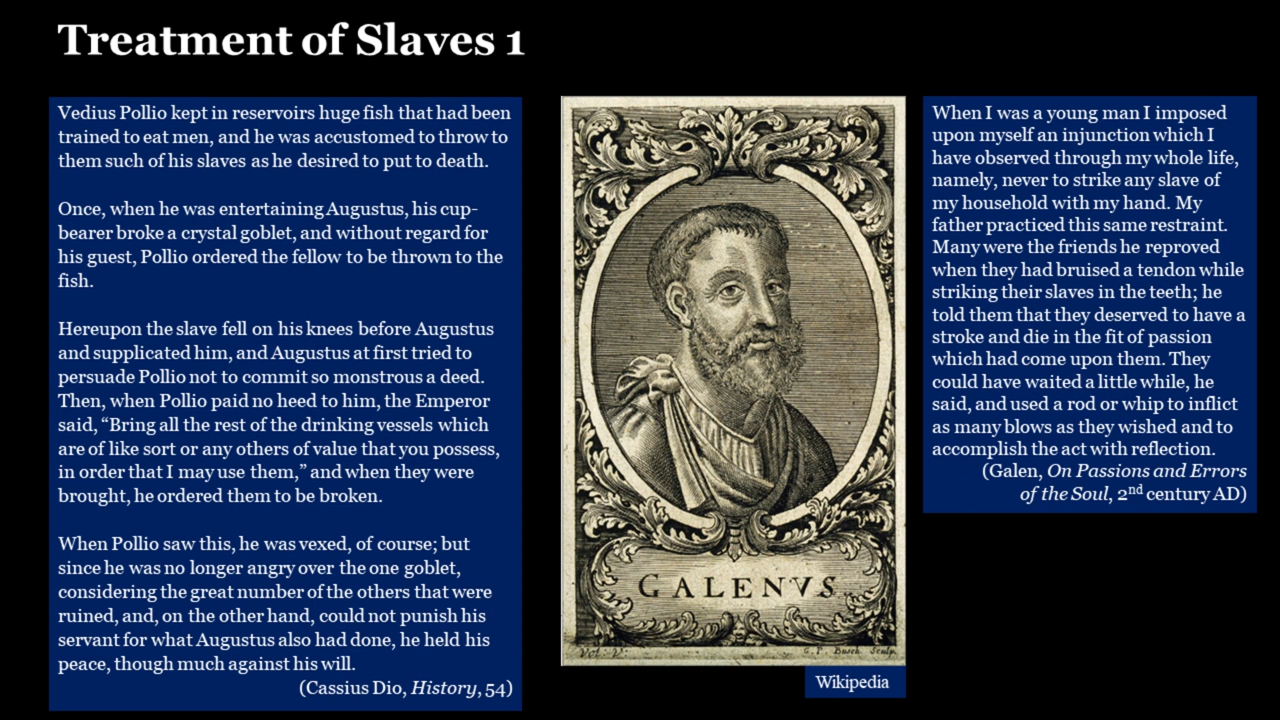 Treatment of Slaves 1
Vedius Pollio kept in reservoirs huge fish that had been
trained to eat men, and he was accustomed to throw to
them such of his slaves as he desired to put to death.
Once, when he was entertaining Augustus, his cup-
bearer broke a crystal goblet, and without regard for
his guest, Pollio ordered the fellow to be thrown to the
fish.
Hereupon the slave fell on his knees before Augustus
and supplicated him, and Augustus at first tried to
persuade Pollio not to commit so monstrous a deed.
Then, when Pollio paid no heed to him, the Emperor
said, “Bring all the rest of the drinking vessels which
are of like sort or any others of value that you possess,
in order that I may use them,” and when they were
brought, he ordered them to be broken.
When Pollio saw this, he was vexed, of course; but
since he was no longer angry over the one goblet,
considering the great number of the others that were
ruined, and, on the other hand, could not punish his
servant for what Augustus also had done, he held his
peace, though much against his will.
(Cassius Dio, History, 54)
GALENVS
Vol: V:
G. P. Busch Sculp.
Wikipedia
When I was a young man I imposed
upon myself an injunction which I
have observed through my whole life,
namely, never to strike any slave of
my household with my hand. My
father practiced this same restraint.
Many were the friends he reproved
when they had bruised a tendon while
striking their slaves in the teeth; he
told them that they deserved to have a
stroke and die in the fit of passion
which had come upon them. They
could have waited a little while, he
said, and used a rod or whip to inflict
as many blows as they wished and to
accomplish the act with reflection.
(Galen, On Passions and Errors
of the Soul, 2nd century AD)